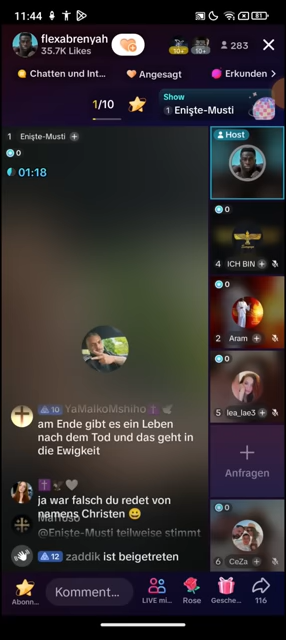 11:44
81
flexabrenyah
35.7K Likes
10+
10+
283
Chatten und Int...
Angesagt
Erkunden
1/10
Show
1 Enişte-Musti
1 Enişte-Musti +
0
01:18
Host
0
4 ICH BIN +
0
2 Aram +
0
5 lea_lae3 +
Anfragen
0
6 CeZa +
10 YaMalkoMshiho
am Ende gibt es ein Leben
nach dem Tod und das geht in
die Ewigkeit
ja war falsch du redet von
namens Christen
@Enişte-Musti teilweise stimmt
12 zaddik ist beigetreten
Abonn...
Komment...
LIVE mi...
Rose
Gesche...
116